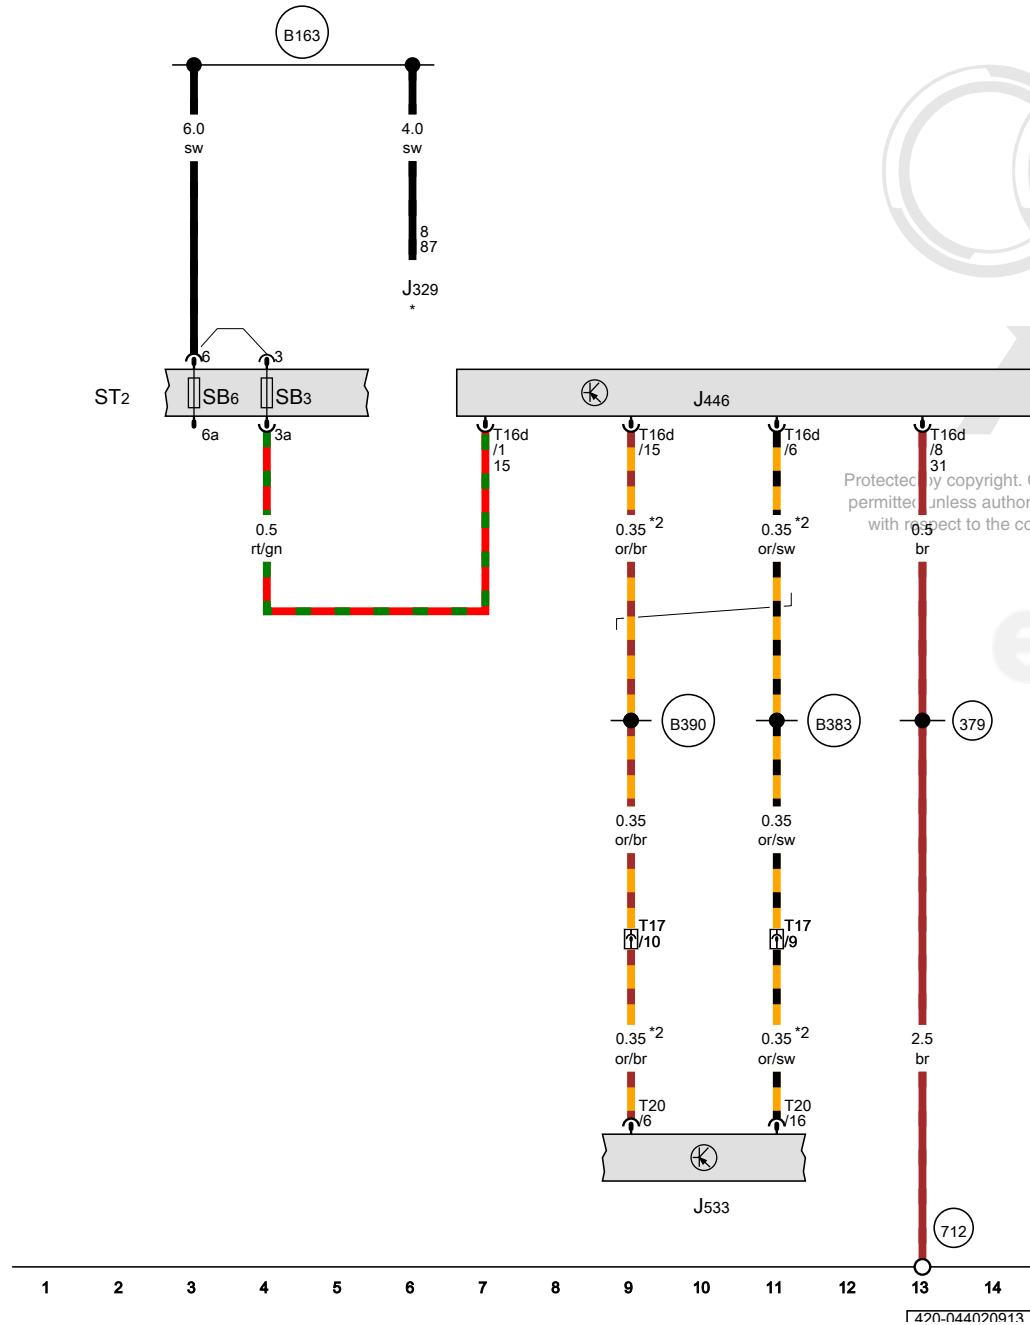 B163
6.0
sw
4.0
sw
8
87
J329
*
6
3
ST2
SB6
SB3
J446
6a
3a
T16d
/1
15
T16d
/15
T16d
/6
T16d
/8
31
Protected by copyright.
permitted unless
with respect to the
0.5
rt/gn
0.35 *2
or/br
0.35 *2
or/sw
0.5
br
B390
B383
379
0.35
or/br
0.35
or/sw
T17
/10
T17
/9
0.35 *2
or/br
0.35 *2
or/sw
2.5
br
T20
/6
T20
/16
J533
712
1 2 3 4 5 6 7 8 9 10 11 12 13 14
420-044020913